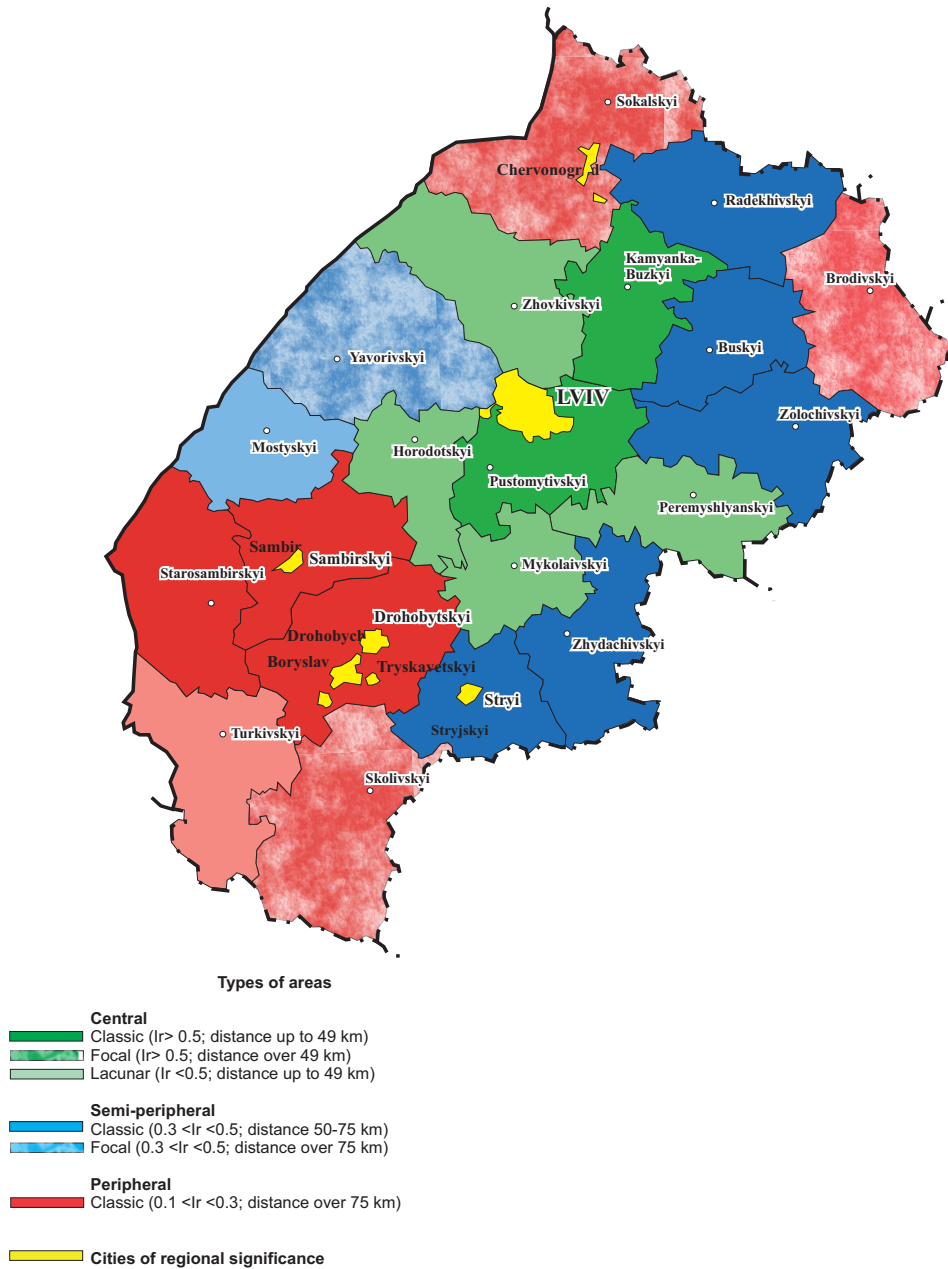 Sokalskyi
Chervonograd
Radekhivskyi
Kamyanka-
Buzkyi
Brodivskyi
Zhovkivskyi
Buskyi
Yavorivskyi
LVIV
Zolochivskyi
Mostyskyi
Horodotskyi
Pustomytivskyi
Peremyshlyanskyi
Sambir
Sambirskyi
Starosambirskyi
Mykolaivskyi
Drohobytskyi
Drohobych
Zhydachivskyi
Boryslav
Tryskavetskyi
Stryi
Stryjskyi
Turkivskyi
Skolivskyi
Types of areas
Central
Classic (Ir> 0.5; distance up to 49 km)
Focal (Ir> 0.5; distance over 49 km)
Lacunar (Ir <0.5; distance up to 49 km)
Semi-peripheral
Classic (0.3 <Ir <0.5; distance 50-75 km)
Focal (0.3 <Ir <0.5; distance over 75 km)
Peripheral
Classic (0.1 <Ir <0.3; distance over 75 km)
Cities of regional significance